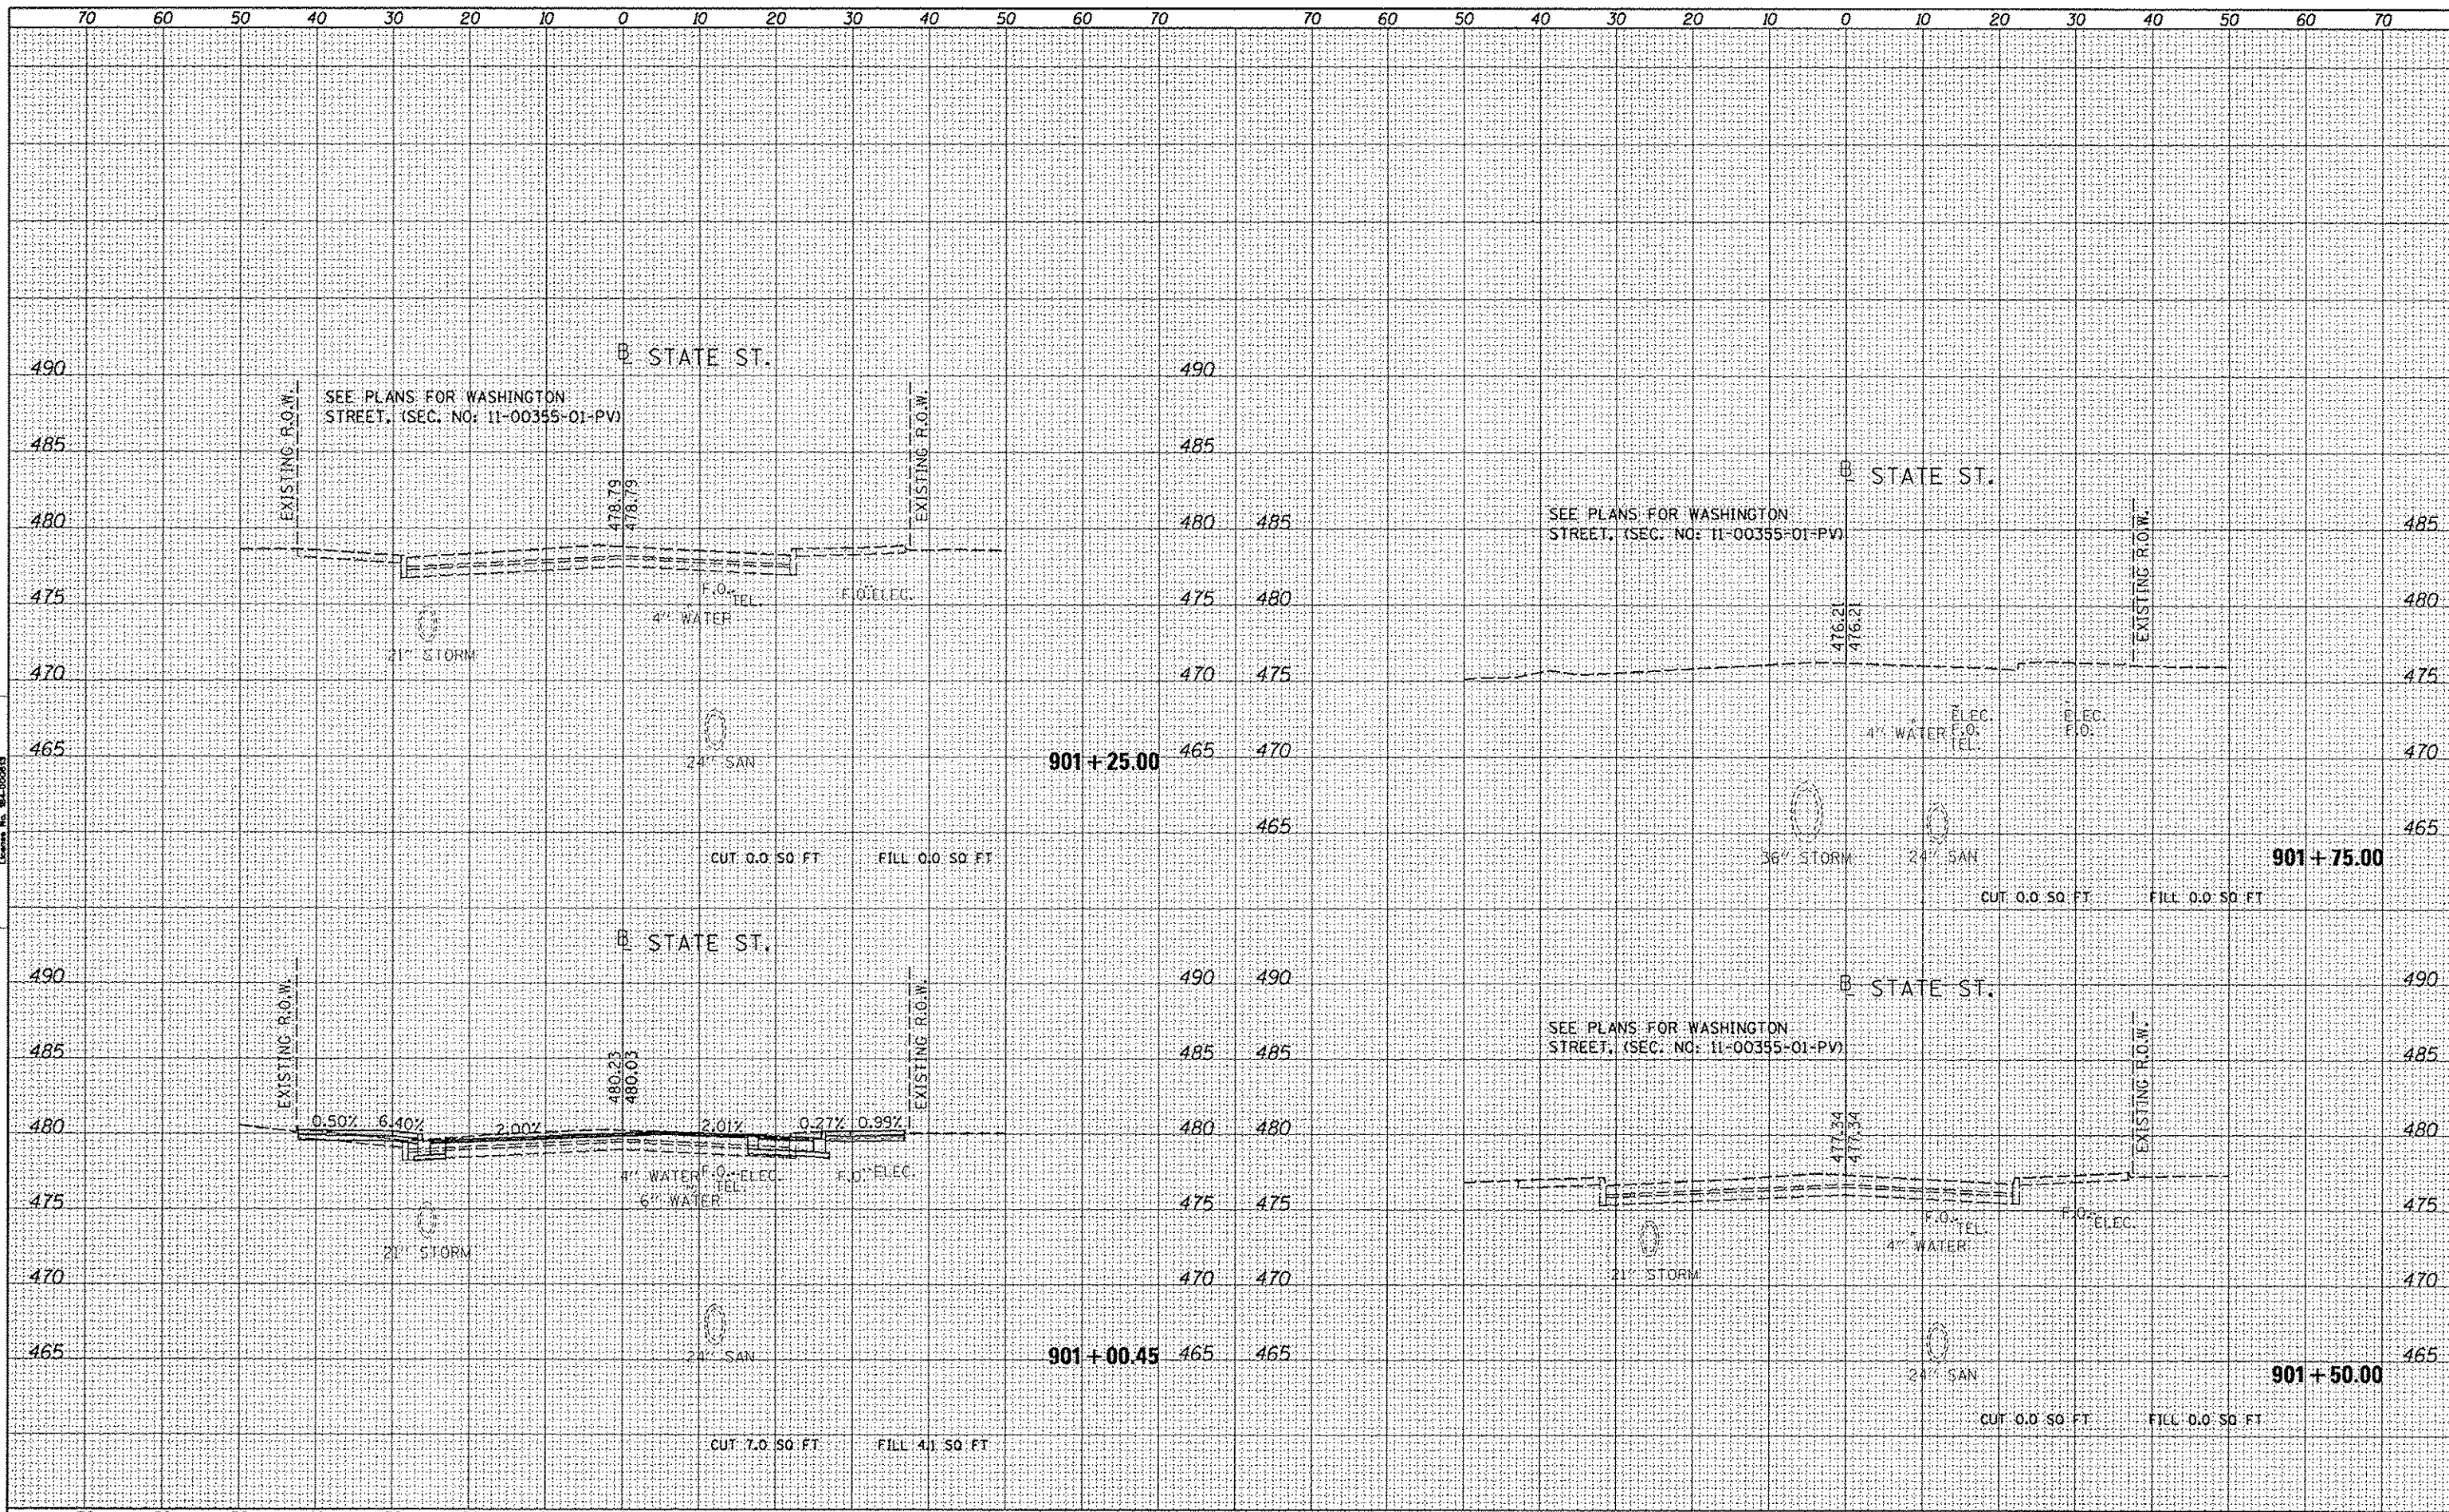 70 60 50 40 30 20 10 0 10 20 30 40 50 60 70 70 60 50 40 30 20 10 0 10 20 30 40 50 60 70
℄ STATE ST.
490 490
EXISTING R.O.W.
SEE PLANS FOR WASHINGTON
STREET. (SEC. NO: 11-00355-01-PV)
EXISTING R.O.W.
485 485
478.79
478.79
480 480
475 475
F.O. TEL.
F.O. ELEC.
4" WATER
21" STORM
470 470
24" SAN
465 465
901+25.00
CUT 0.0 SQ FT FILL 0.0 SQ FT
℄ STATE ST.
490 490
EXISTING R.O.W.
EXISTING R.O.W.
485 485
480.23
480.03
480 480
0.50% 6.40% 2.00% 2.01% 0.27% 0.99%
4" WATER F.O. ELEC.
TEL.
F.O. ELEC.
6" WATER
475 475
21" STORM
470 470
24" SAN
465 465
901+00.45
CUT 7.0 SQ FT FILL 4.1 SQ FT
℄ STATE ST.
SEE PLANS FOR WASHINGTON
STREET. (SEC. NO: 11-00355-01-PV)
485 485
EXISTING R.O.W.
480 480
476.21
476.21
475 475
ELEC.
4" WATER F.O.
TEL.
ELEC.
F.O.
470 470
465 465
36" STORM 24" SAN
901+75.00
CUT 0.0 SQ FT FILL 0.0 SQ FT
490 490
℄ STATE ST.
SEE PLANS FOR WASHINGTON
STREET. (SEC. NO: 11-00355-01-PV)
EXISTING R.O.W.
485 485
477.34
477.34
480 480
475 475
F.O. TEL.
F.O. ELEC.
4" WATER
21" STORM
470 470
465 465
24" SAN
901+50.00
CUT 0.0 SQ FT FILL 0.0 SQ FT
License No. 184-000613